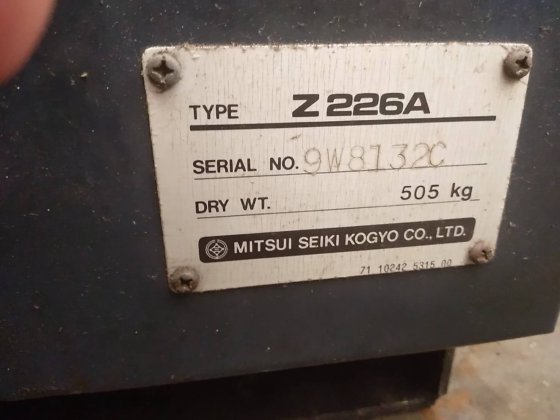 TYPE Z226A
SERIAL NO. 9W8132C
DRY WT. 505 kg
MITSUI SEIKI KOGYO CO., LTD.
71 10242 5315 00